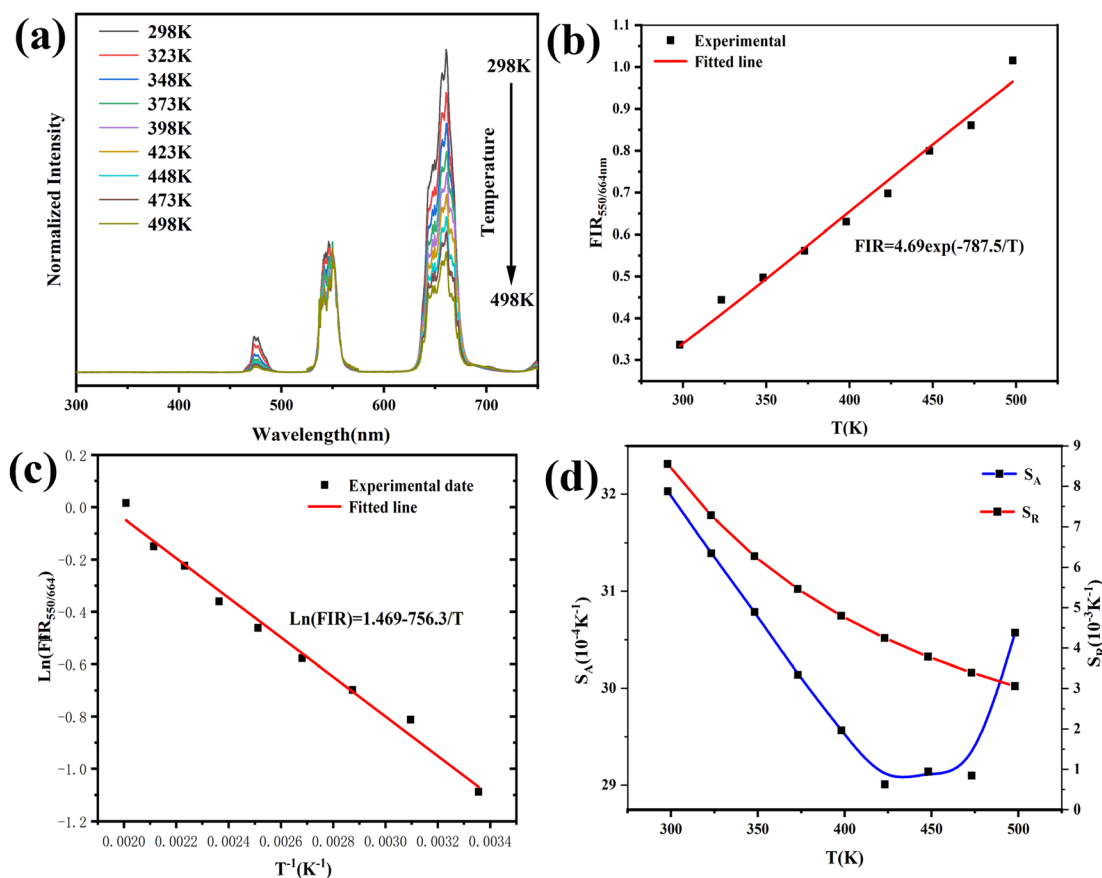 (a)
298K
323K
348K
373K
398K
423K
448K
473K
498K
298K
Temperature
498K
Normalized Intensity
300 400 500 600 700
Wavelength(nm)
(b)
Experimental
Fitted line
FIR=4.69exp(-787.5/T)
FIR550/664nm
1.1
1.0
0.9
0.8
0.7
0.6
0.5
0.4
0.3
300 350 400 450 500
T(K)
(c)
Experimental date
Fitted line
Ln(FIR)=1.469-756.3/T
Ln(FIR550/664)
0.2
0.0
-0.2
-0.4
-0.6
-0.8
-1.0
-1.2
0.0020 0.0022 0.0024 0.0026 0.0028 0.0030 0.0032 0.0034
T-1(K-1)
(d)
SA
SR
SA(10-4K-1)
32
31
30
29
SR(10-3K-1)
9
8
7
6
5
4
3
2
1
0
300 350 400 450 500
T(K)